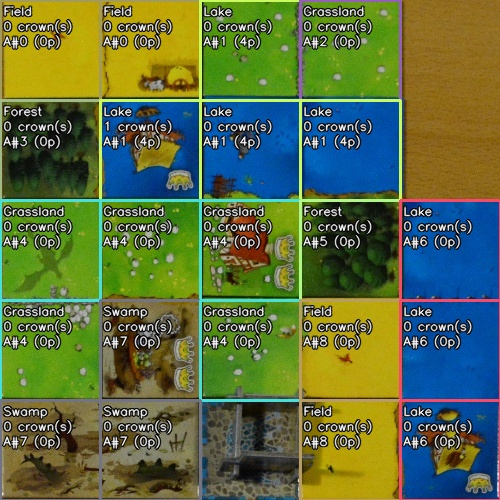 Field
0 crown(s)
A#0 (0p)
Field
0 crown(s)
A#0 (0p)
Lake
0 crown(s)
A#1 (4p)
Grassland
0 crown(s)
A#2 (0p)
Forest
0 crown(s)
A#3 (0p)
Lake
1 crown(s)
A#1 (4p)
Lake
0 crown(s)
A#1 (4p)
Lake
0 crown(s)
A#1 (4p)
Grassland
0 crown(s)
A#4 (0p)
Grassland
0 crown(s)
A#4 (0p)
Grassland
0 crown(s)
A#4 (0p)
Forest
0 crown(s)
A#5 (0p)
Lake
0 crown(s)
A#6 (0p)
Grassland
0 crown(s)
A#4 (0p)
Swamp
0 crown(s)
A#7 (0p)
Grassland
0 crown(s)
A#4 (0p)
Field
0 crown(s)
A#8 (0p)
Lake
0 crown(s)
A#6 (0p)
Swamp
0 crown(s)
A#7 (0p)
Swamp
0 crown(s)
A#7 (0p)
Field
0 crown(s)
A#8 (0p)
Lake
0 crown(s)
A#6 (0p)